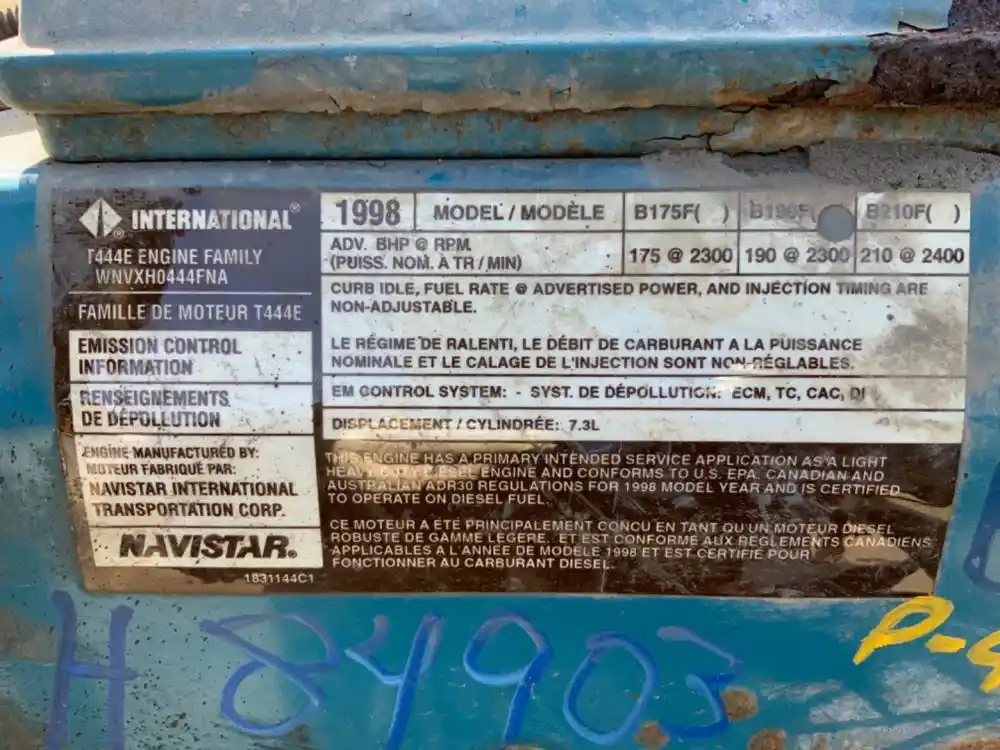 INTERNATIONAL®
T444E ENGINE FAMILY
WNVXH0444FNA
FAMILLE DE MOTEUR T444E
EMISSION CONTROL
INFORMATION
RENSEIGNEMENTS
DE DÉPOLLUTION
ENGINE MANUFACTURED BY:
MOTEUR FABRIQUÉ PAR:
NAVISTAR INTERNATIONAL
TRANSPORTATION CORP.
NAVISTAR®
1831144C1
1998 MODEL / MODÈLE B175F( ) B190F( B210F( )
ADV. BHP @ RPM
(PUISS. NOM. À TR / MIN) 175 @ 2300 190 @ 2300 210 @ 2400
CURB IDLE, FUEL RATE @ ADVERTISED POWER, AND INJECTION TIMING ARE
NON-ADJUSTABLE.
LE RÉGIME DE RALENTI, LE DÉBIT DE CARBURANT A LA PUISSANCE
NOMINALE ET LE CALAGE DE L'INJECTION SONT NON-RÉGLABLES.
EM CONTROL SYSTEM: - SYST. DE DÉPOLLUTION: ECM, TC, CAC, DI
DISPLACEMENT / CYLINDRÉE: 7.3L
THIS ENGINE HAS A PRIMARY INTENDED SERVICE APPLICATION AS A LIGHT
HEAVY DUTY DIESEL ENGINE AND CONFORMS TO U.S. EPA. CANADIAN AND
AUSTRALIAN ADR30 REGULATIONS FOR 1998 MODEL YEAR AND IS CERTIFIED
TO OPERATE ON DIESEL FUEL.
CE MOTEUR A ÉTÉ PRINCIPALEMENT CONCU EN TANT QU'UN MOTEUR DIESEL
ROBUSTE DE GAMME LEGERE. ET EST CONFORME AUX REGLEMENTS CANADIENS
APPLICABLES A L'ANNEE DE MODELE 1998 ET EST CERTIFIÉ POUR
FONCTIONNER AU CARBURANT DIESEL.
H 84903
P-